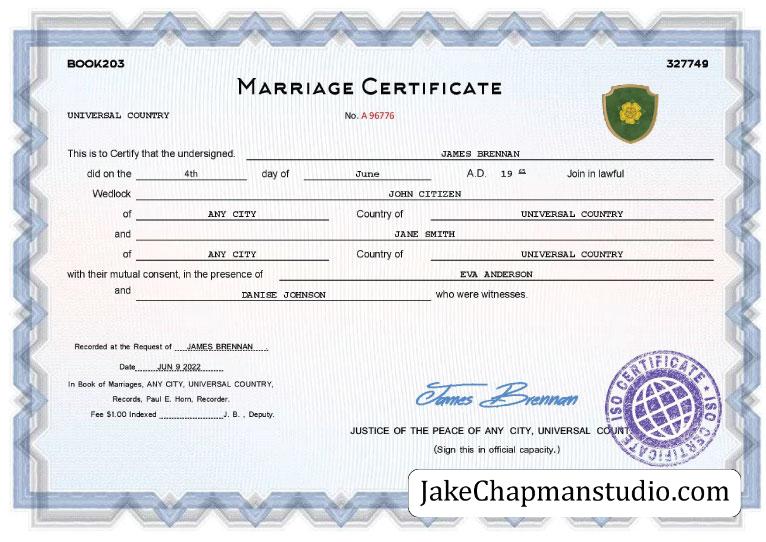 BOOK203 327749
MARRIAGE CERTIFICATE
UNIVERSAL COUNTRY No. A 96776
This is to Certify that the undersigned. JAMES BRENNAN
did on the 4th day of June A.D. 19 Join in lawful
Wedlock JOHN CITIZEN
of ANY CITY Country of UNIVERSAL COUNTRY
and JANE SMITH
of ANY CITY Country of UNIVERSAL COUNTRY
with their mutual consent, in the presence of EVA ANDERSON
and DANISE JOHNSON who were witnesses.
Recorded at the Request of JAMES BRENNAN .
Date JUN 9 2022
In Book of Marriages, ANY CITY, UNIVERSAL COUNTRY,
Records, Paul E. Horn, Recorder.
Fee $1.00 Indexed J. B. , Deputy.
James Brennan
JUSTICE OF THE PEACE OF ANY CITY, UNIVERSAL COUNT
(Sign this in official capacity.)
ISO CERTIFICATE * ISO CERTIFICATE
JakeChapmanstudio.com